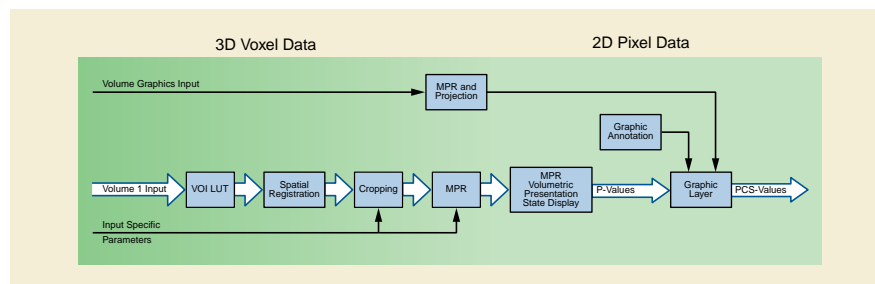 3D Voxel Data
2D Pixel Data
Volume Graphics Input
MPR and
Projection
Graphic
Annotation
Volume 1 Input
VOI LUT
Spatial
Registration
Cropping
MPR
MPR
Volumetric
Presentation
State Display
P-Values
Graphic
Layer
PCS-Values
Input Specific
Parameters